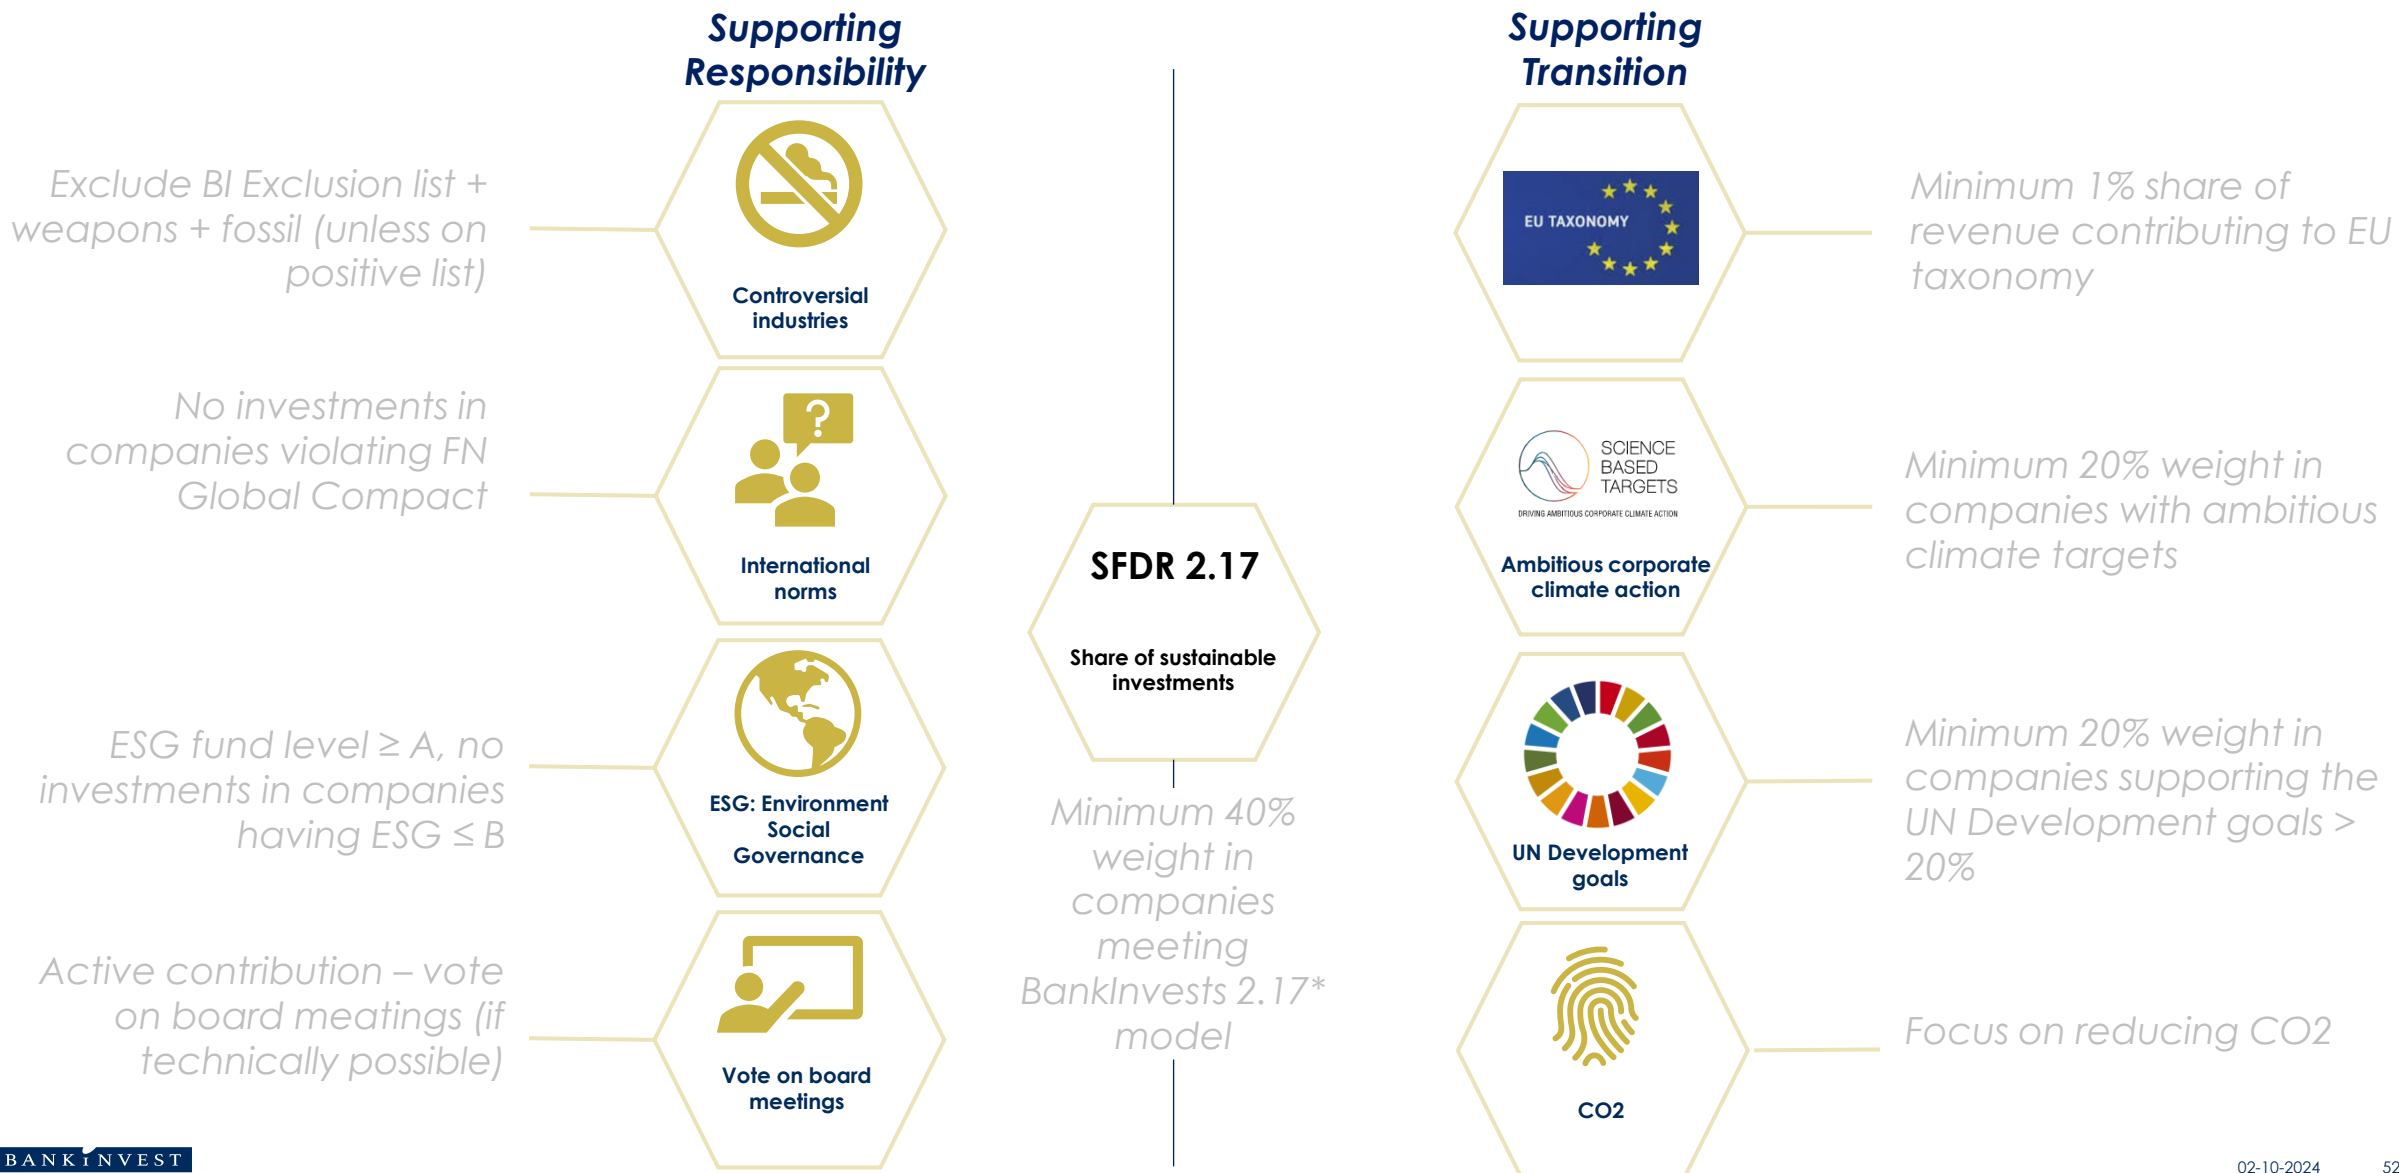 Supporting
Responsibility
Exclude BI Exclusion list +
weapons + fossil (unless on
positive list)
Controversial
industries
No investments in
companies violating FN
Global Compact
?
International
norms
ESG fund level ≥ A, no
investments in companies
having ESG ≤ B
ESG: Environment
Social
Governance
Active contribution – vote
on board meatings (if
technically possible)
Vote on board
meetings
SFDR 2.17
Share of sustainable
investments
Minimum 40%
weight in
companies
meeting
BankInvests 2.17*
model
Supporting
Transition
EU TAXONOMY
Minimum 1% share of
revenue contributing to EU
taxonomy
SCIENCE
BASED
TARGETS
DRIVING AMBITIOUS CORPORATE CLIMATE ACTION
Ambitious corporate
climate action
Minimum 20% weight in
companies with ambitious
climate targets
UN Development
goals
Minimum 20% weight in
companies supporting the
UN Development goals >
20%
CO2
Focus on reducing CO2
BANKINVEST
02-10-2024
52